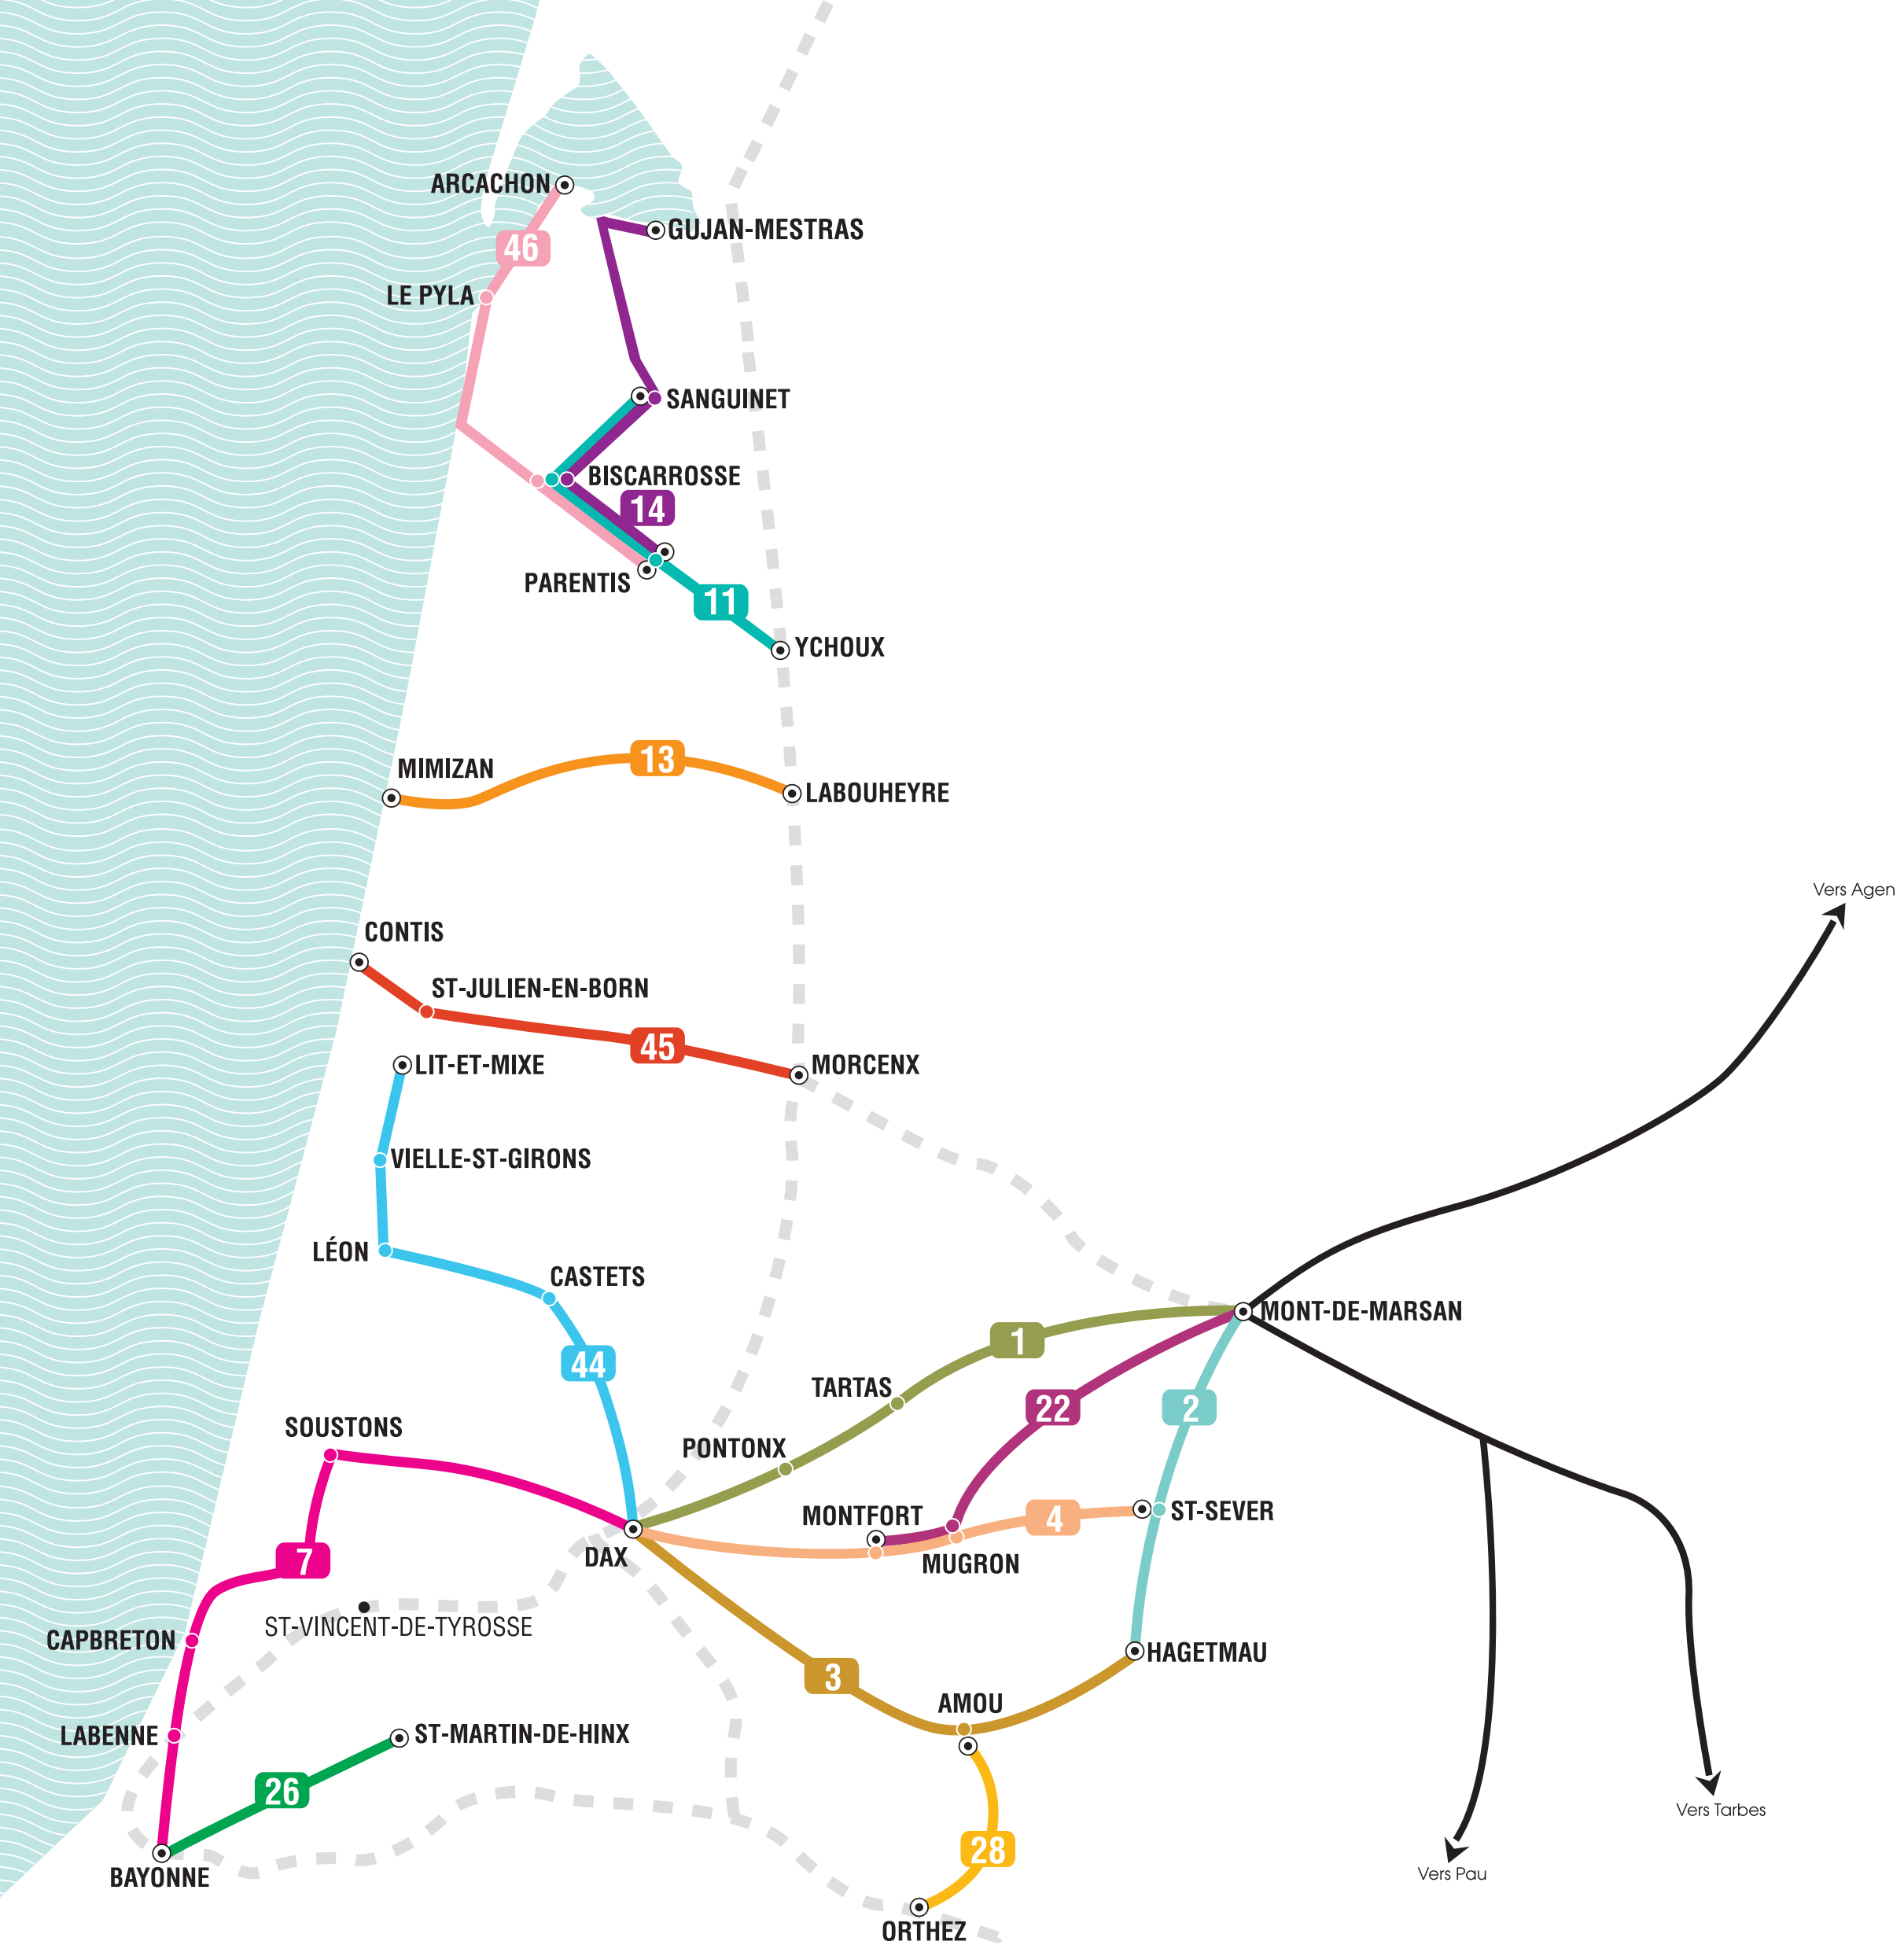 ARCACHON
GUJAN-MESTRAS
46
LE PYLA
SANGUINET
BISCARROSSE
14
PARENTIS
11
YCHOUX
13
MIMIZAN
LABOUHEYRE
Vers Agen
CONTIS
ST-JULIEN-EN-BORN
45
LIT-ET-MIXE
MORCENX
VIELLE-ST-GIRONS
LÉON
CASTETS
MONT-DE-MARSAN
1
44
TARTAS
22
2
SOUSTONS
PONTONX
MONTFORT
4
ST-SEVER
DAX
7
MUGRON
ST-VINCENT-DE-TYROSSE
CAPBRETON
HAGETMAU
3
AMOU
LABENNE
ST-MARTIN-DE-HINX
26
Vers Tarbes
28
Vers Pau
BAYONNE
ORTHEZ